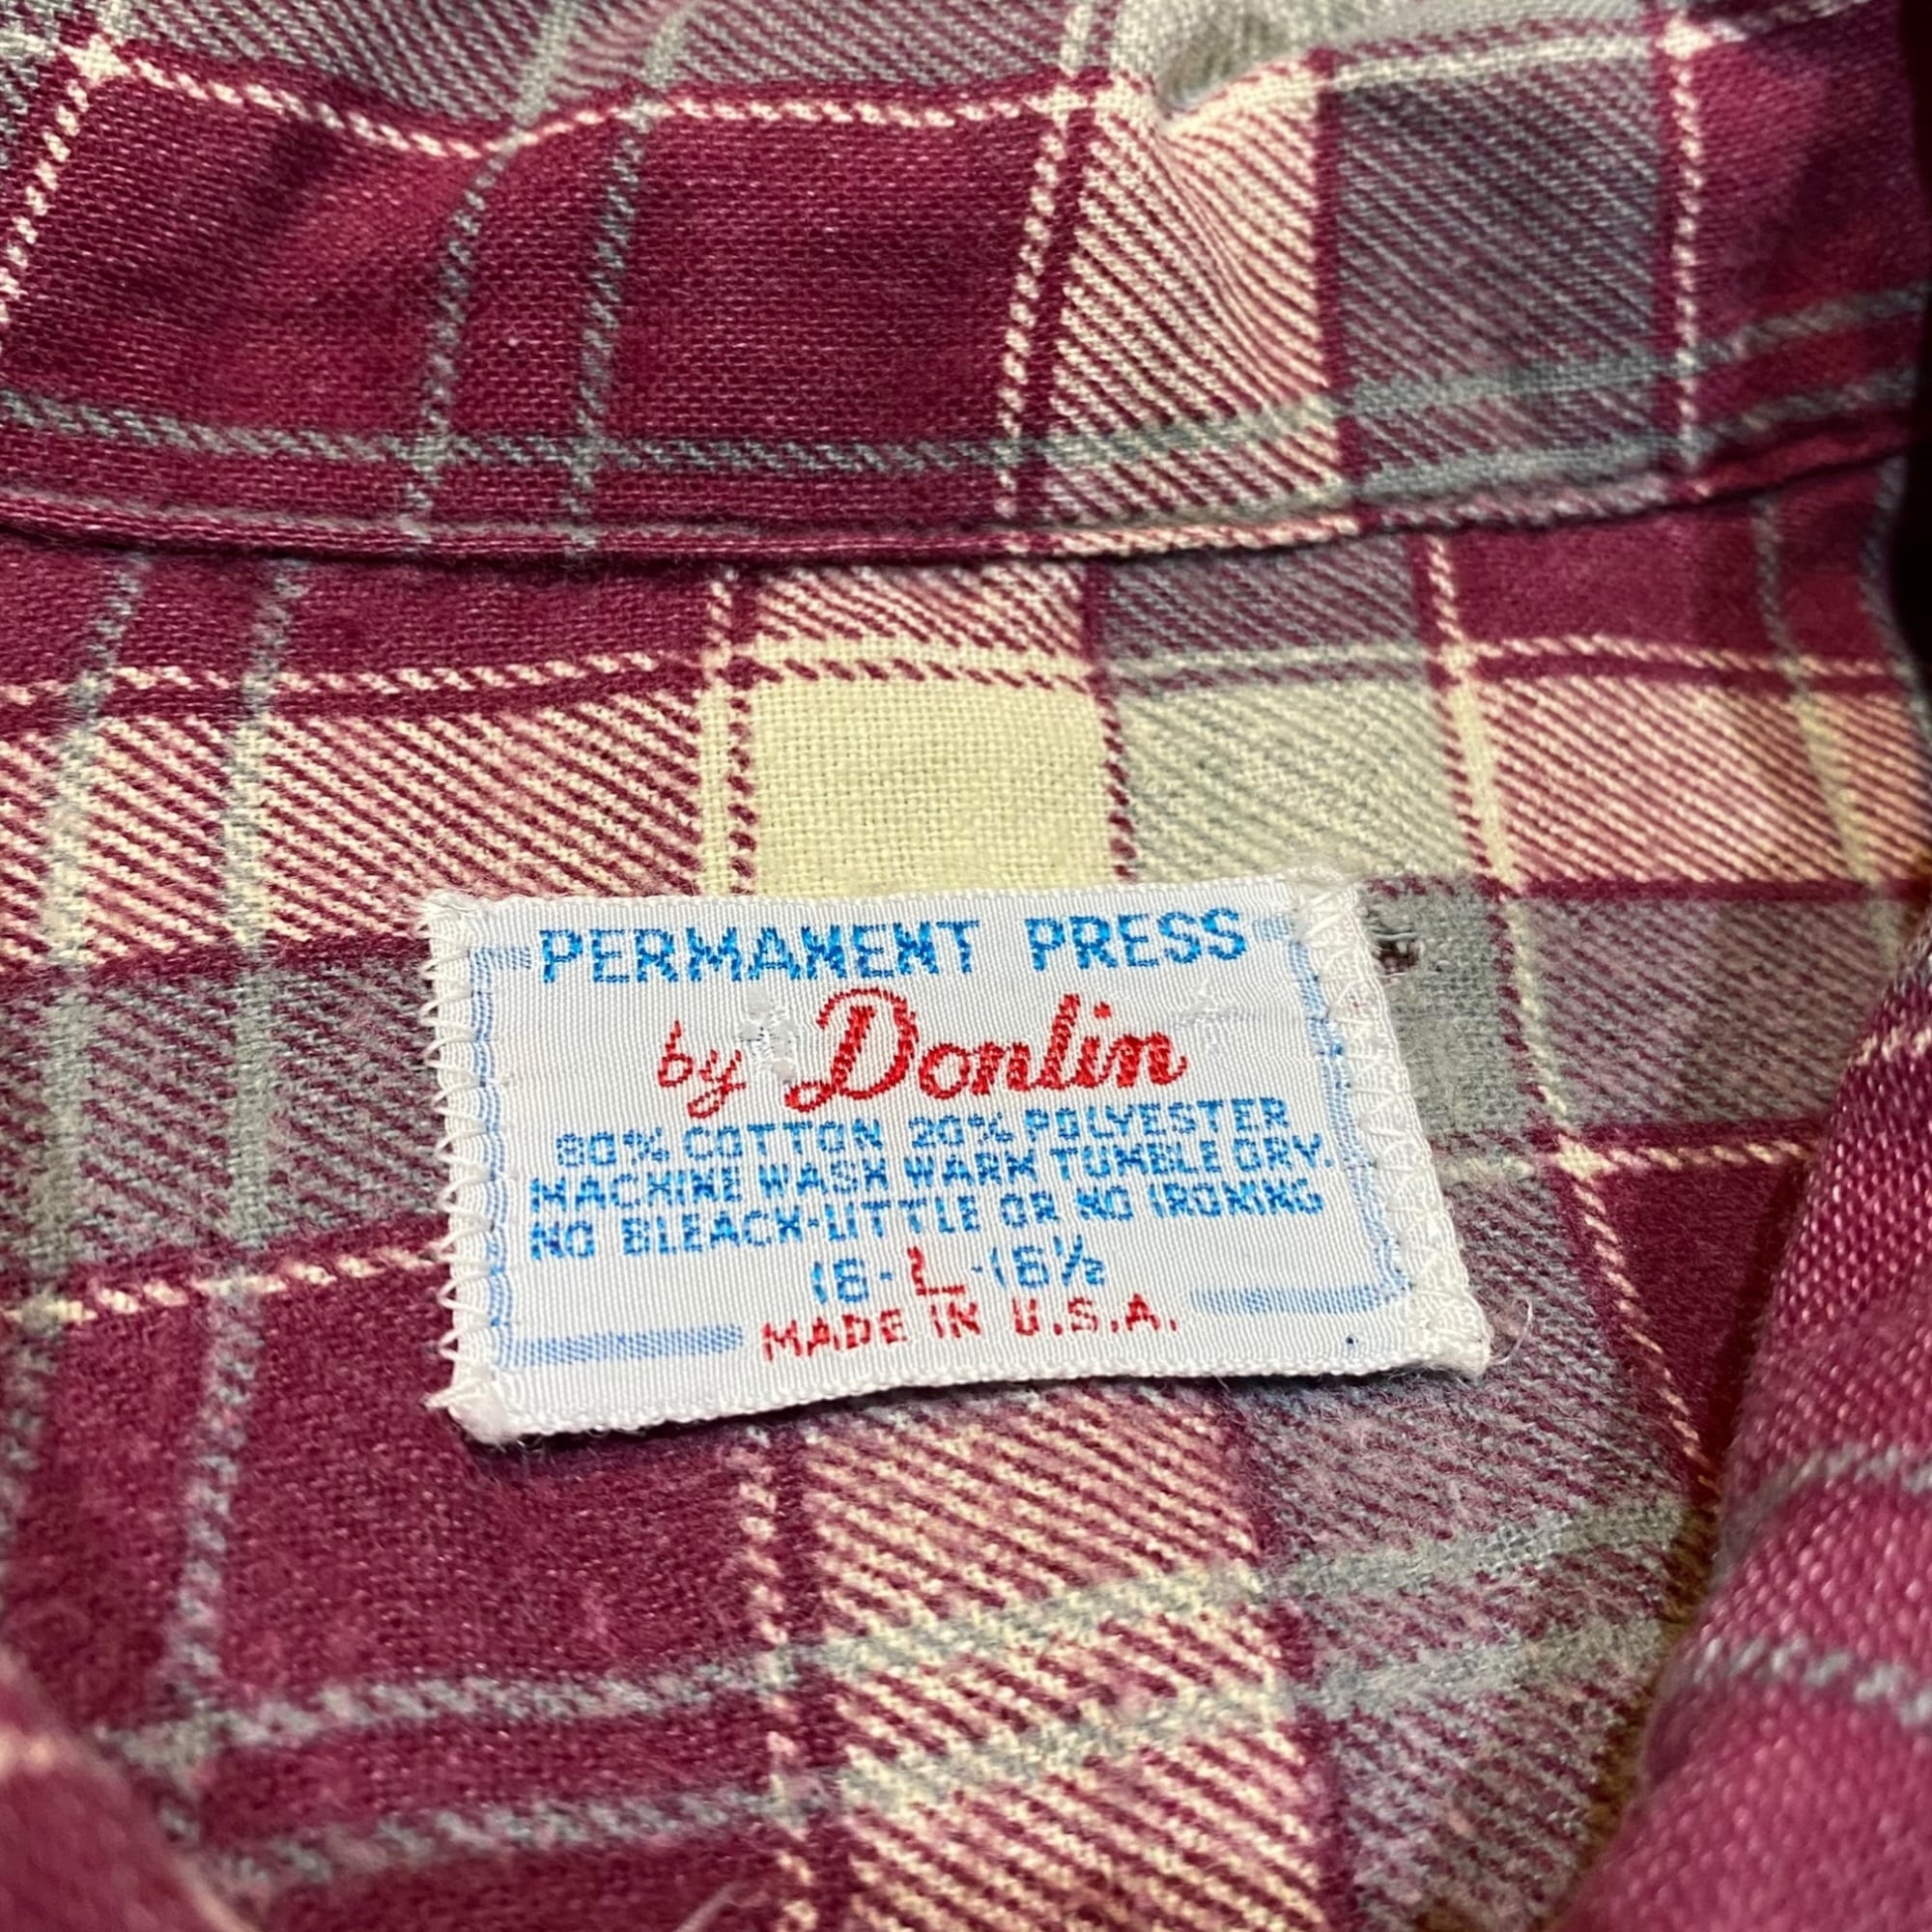 PERMANENT PRESS
by Donlin
80% COTTON 20% POLYESTER
MACHINE WASH WARM TUMBLE DRY.
NO BLEACH-LITTLE OR NO IRONING
16-L-16½
MADE IN U.S.A.